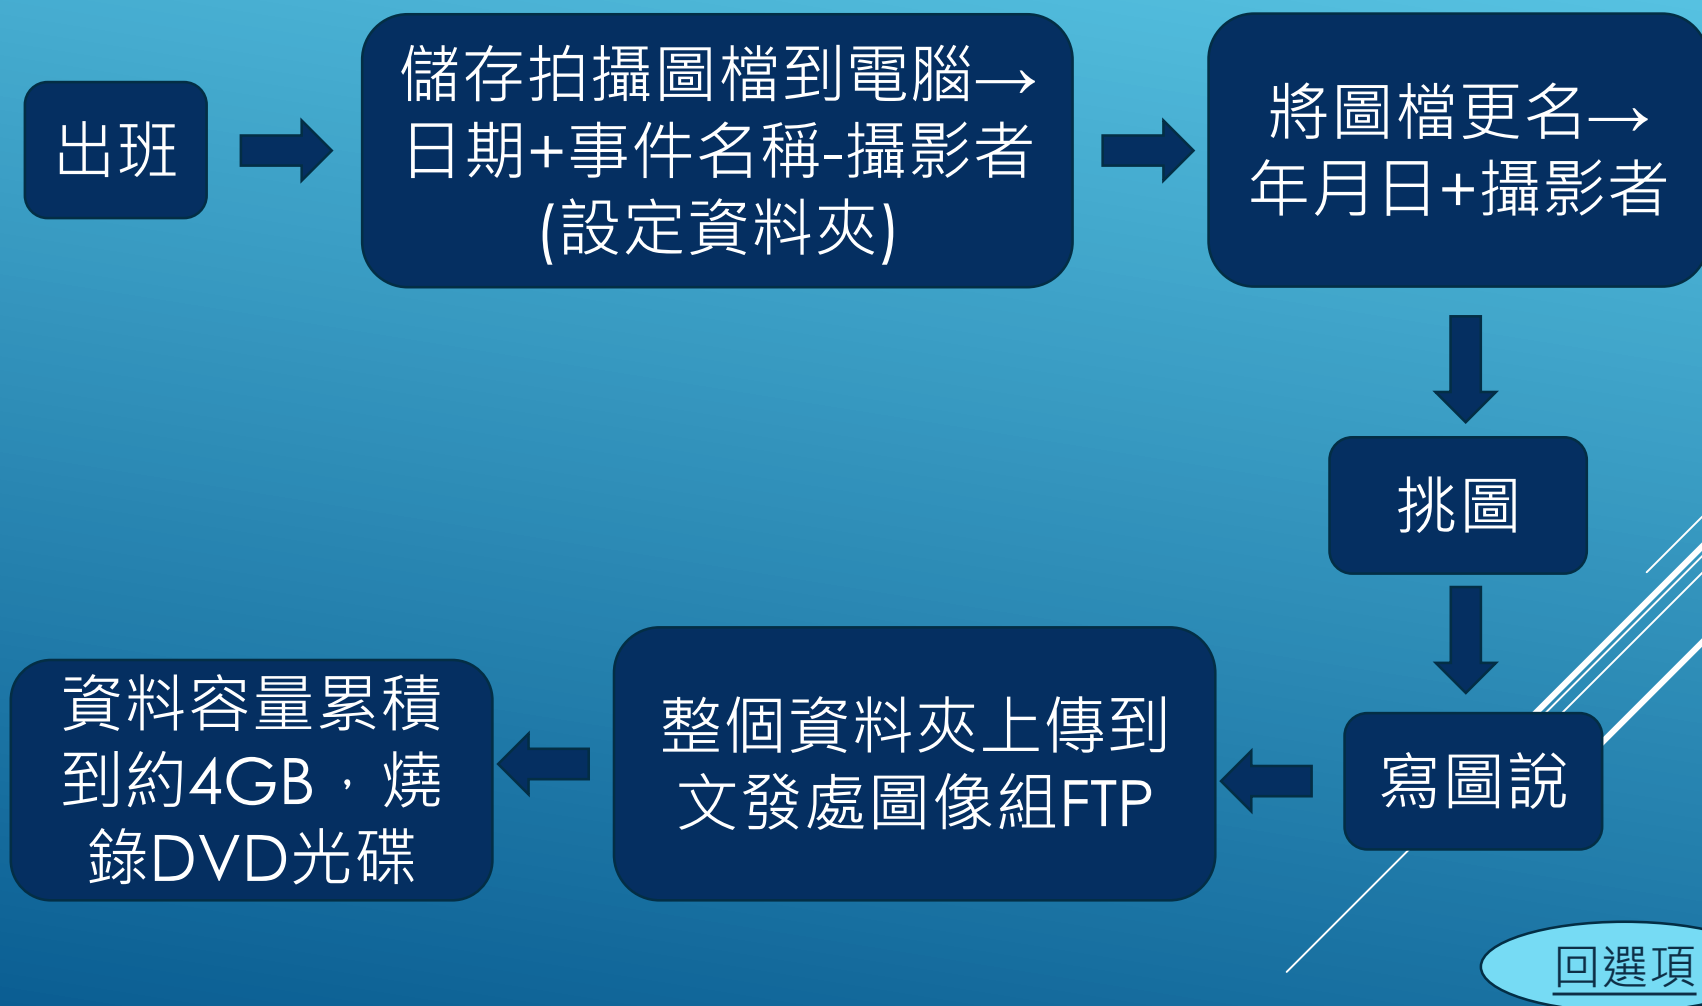 出班
儲存拍攝圖檔到電腦→
日期+事件名稱-攝影者
(設定資料夾)
將圖檔更名→
年月日+攝影者
挑圖
寫圖說
整個資料夾上傳到
文發處圖像組FTP
資料容量累積
到約4GB，燒
錄DVD光碟
回選項